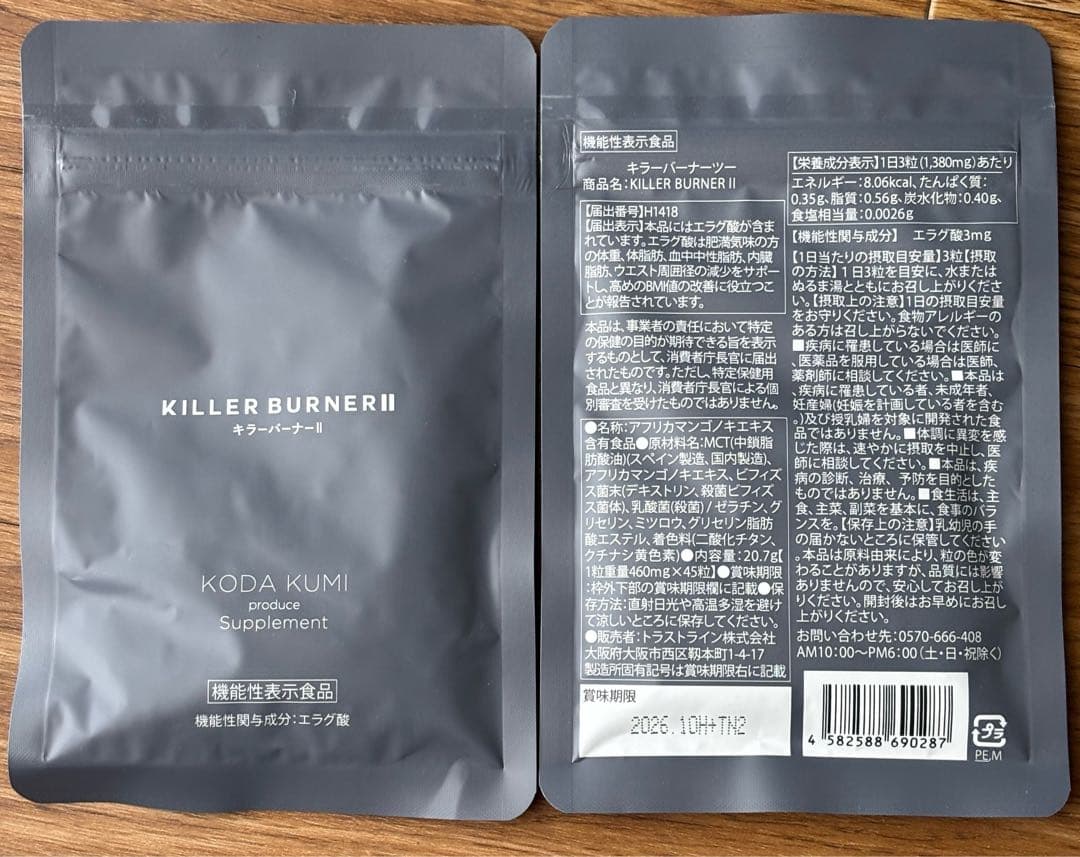 KILLER BURNERⅡ
キラーバーナーⅡ
KODA KUMI
produce
Supplement
機能性表示食品
機能性関与成分：エラグ酸
機能性表示食品
キラーバーナーツー
商品名：KILLER BURNERⅡ
【届出番号】H1418
【届出表示】本品にはエラグ酸が含ま
れています。エラグ酸は肥満気味の方
の体重、体脂肪、血中中性脂肪、内臓
脂肪、ウエスト周囲径の減少をサポー
トし、高めのBMI値の改善に役立つこ
とが報告されています。
本品は、事業者の責任において特定
の保健の目的が期待できる旨を表示
するものとして、消費者庁長官に届出
されたものです。ただし、特定保健用
食品と異なり、消費者庁長官による個
別審査を受けたものではありません。
●名称：アフリカマンゴノキエキス
含有食品●原材料名：MCT(中鎖脂
肪酸油)(スペイン製造、国内製造)、
アフリカマンゴノキエキス、ビフィズ
ス菌末(デキストリン、殺菌ビフィズ
ス菌体)、乳酸菌(殺菌) / ゼラチン、グ
リセリン、ミツロウ、グリセリン脂肪
酸エステル、着色料(二酸化チタン、
クチナシ黄色素)●内容量：20.7g【
1粒重量460mg×45粒】●賞味期限
：枠外下部の賞味期限欄に記載●保
存方法：直射日光や高温多湿を避け
て涼しいところに保存してください。
●販売者：トラストライン株式会社
大阪府大阪市西区靱本町1-4-17
製造所固有記号は賞味期限右に記載
賞味期限
2026.10H+TN2
【栄養成分表示】1日3粒(1,380mg)あたり
エネルギー：8.06kcal、たんぱく質：
0.35g、脂質：0.56g、炭水化物：0.40g、
食塩相当量：0.0026g
【機能性関与成分】 エラグ酸3mg
【1日当たりの摂取目安量】3粒【摂取
の方法】1日3粒を目安に、水または
ぬるま湯とともにお召し上がりくださ
い。【摂取上の注意】1日の摂取目安量
をお守りください。食物アレルギーの
ある方は召し上がらないでください。
■疾病に罹患している場合は医師に
、医薬品を服用している場合は医師、
薬剤師に相談してください。■本品は
、疾病に罹患している者、未成年者、
妊産婦(妊娠を計画している者を含む
。)及び授乳婦を対象に開発された食
品ではありません。■体調に異変を感
じた際は、速やかに摂取を中止し、医
師に相談してください。■本品は、疾
病の診断、治療、予防を目的とした
ものではありません。■食生活は、主
食、主菜、副菜を基本に、食事のバラ
ンスを。【保存上の注意】乳幼児の手
の届かないところに保管してください
。本品は原料由来により、粒の色が変
わることがありますが、品質には影響
ありませんので、安心してお召し上が
りください。開封後はお早めにお召し
上がりください。
お問い合わせ先：0570-666-408
AM10：00〜PM6：00(土・日・祝除く)
4 582588 690287
プラ
PE,M